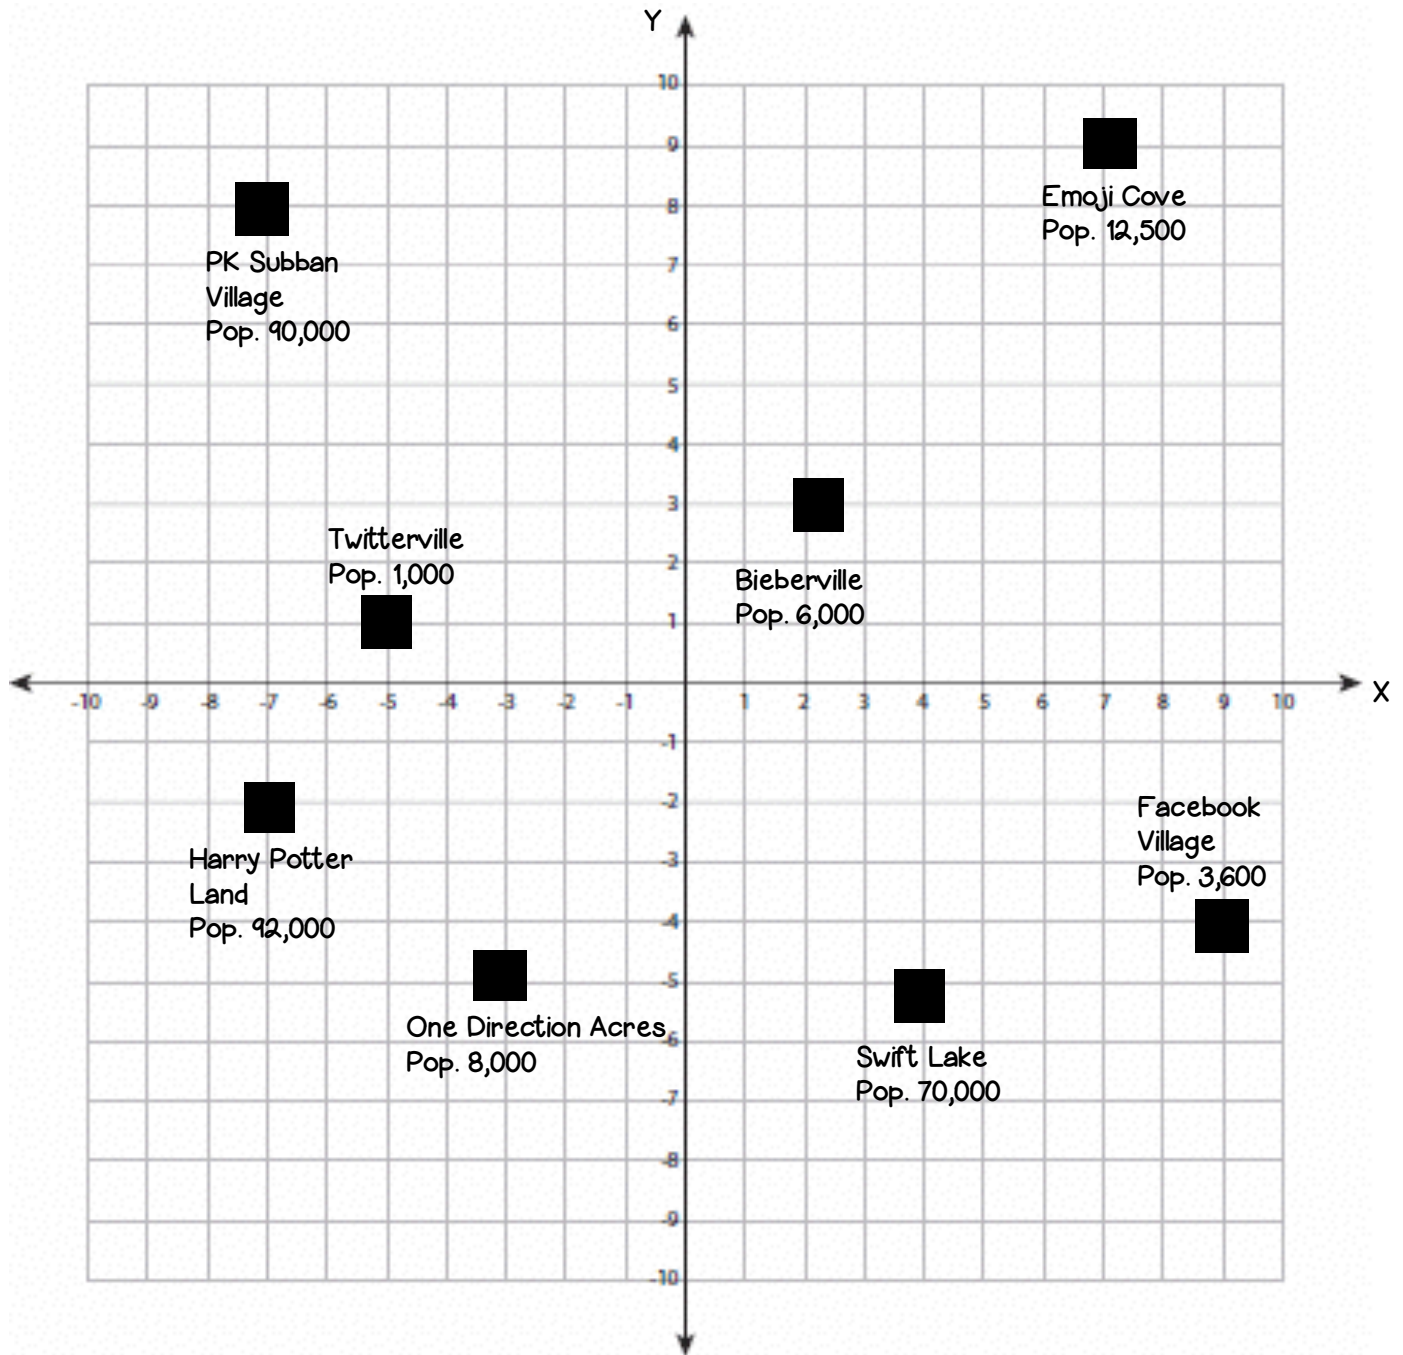 Y
10
9
Emoji Cove
Pop. 12,500
8
PK Subban
Village
Pop. 90,000
7
6
5
4
3
Twitterville
Pop. 1,000
2
Bieberville
Pop. 6,000
1
-10 -9 -8 -7 -6 -5 -4 -3 -2 -1 1 2 3 4 5 6 7 8 9 10 X
-1
-2
Facebook
Village
Pop. 3,600
-3
Harry Potter
Land
Pop. 92,000
-4
-5
One Direction Acres
Pop. 8,000
-6
Swift Lake
Pop. 70,000
-7
-8
-9
-10